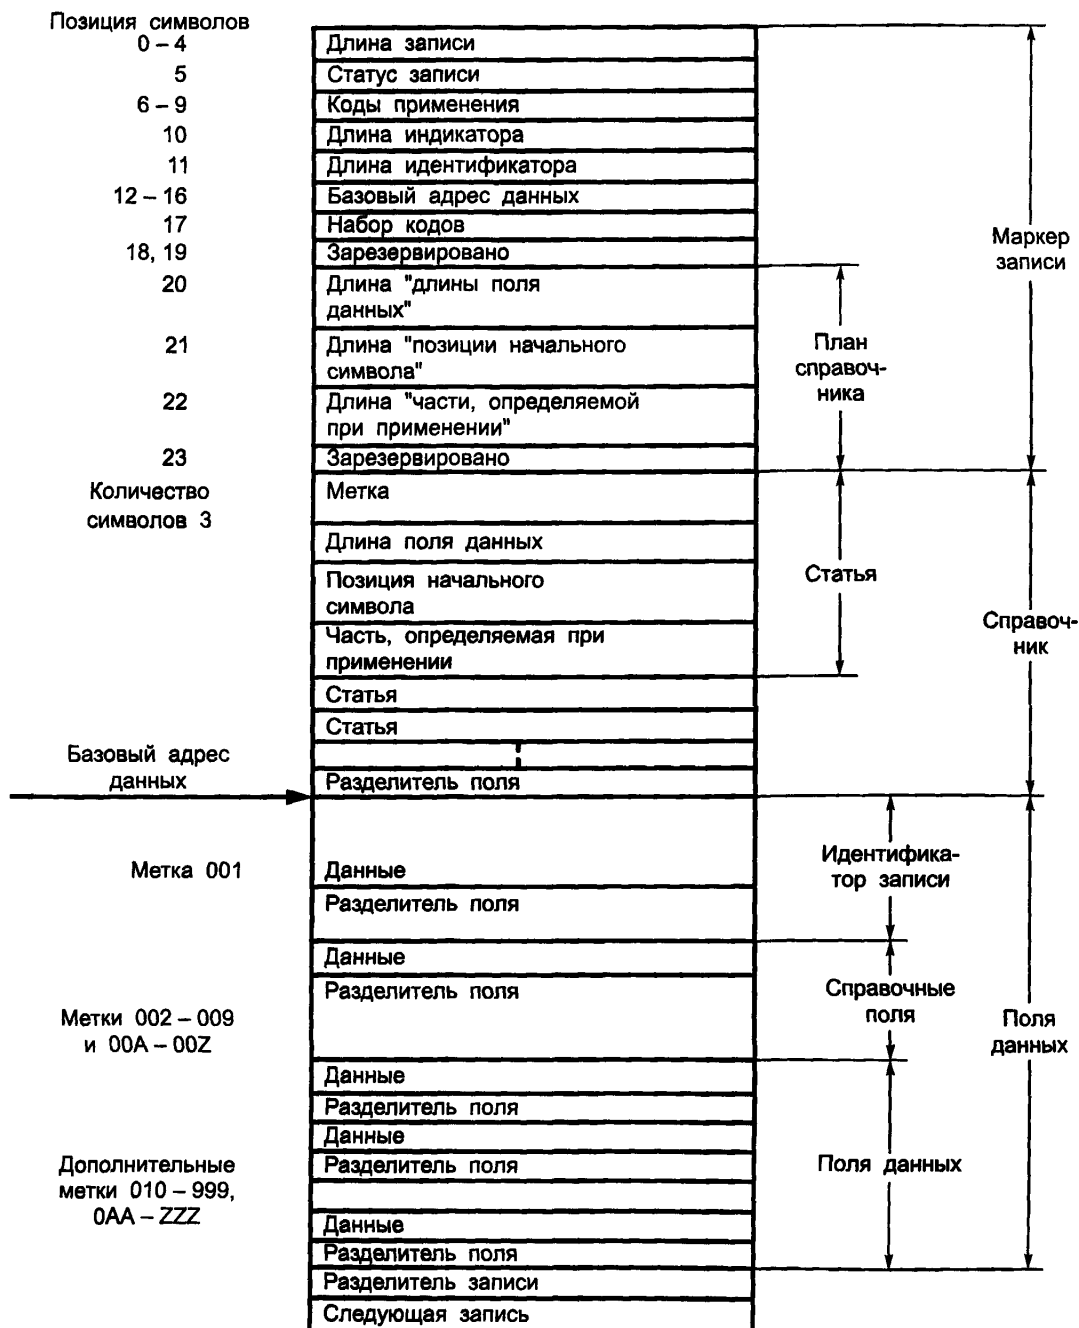 Позиция символов
0 – 4
Длина записи
5
Статус записи
6 – 9
Коды применения
10
Длина индикатора
11
Длина идентификатора
12 – 16
Базовый адрес данных
17
Набор кодов
18, 19
Зарезервировано
Маркер
записи
20
Длина "длины поля
данных"
21
Длина "позиции начального
символа"
План
справоч-
ника
22
Длина "части, определяемой
при применении"
23
Зарезервировано
Количество
символов 3
Метка
Длина поля данных
Позиция начального
символа
Статья
Часть, определяемая при
применении
Справоч-
ник
Статья
Статья
Базовый адрес
данных
Разделитель поля
Метка 001
Данные
Разделитель поля
Идентифика-
тор записи
Данные
Разделитель поля
Метки 002 – 009
и 00A – 00Z
Справочные
поля
Поля
данных
Данные
Разделитель поля
Данные
Разделитель поля
Дополнительные
метки 010 – 999,
0AA – ZZZ
Поля данных
Данные
Разделитель поля
Разделитель записи
Следующая запись